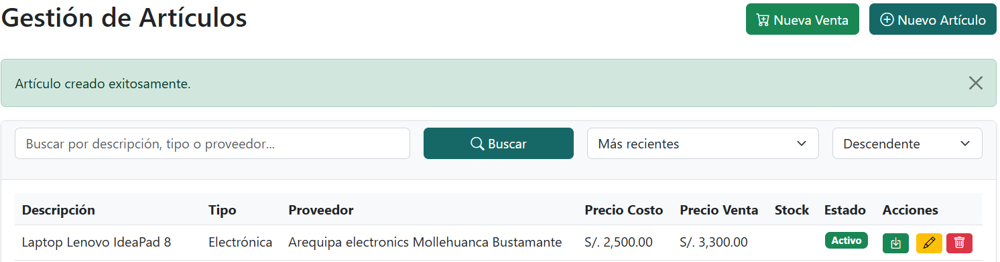 Gestión de Artículos
Nueva Venta
Nuevo Artículo
Artículo creado exitosamente.
Buscar por descripción, tipo o proveedor...
Buscar
Más recientes
Descendente
Descripción Tipo Proveedor Precio Costo Precio Venta Stock Estado Acciones
Laptop Lenovo IdeaPad 8 Electrónica Arequipa electronics Mollehuanca Bustamante S/. 2,500.00 S/. 3,300.00 Activo